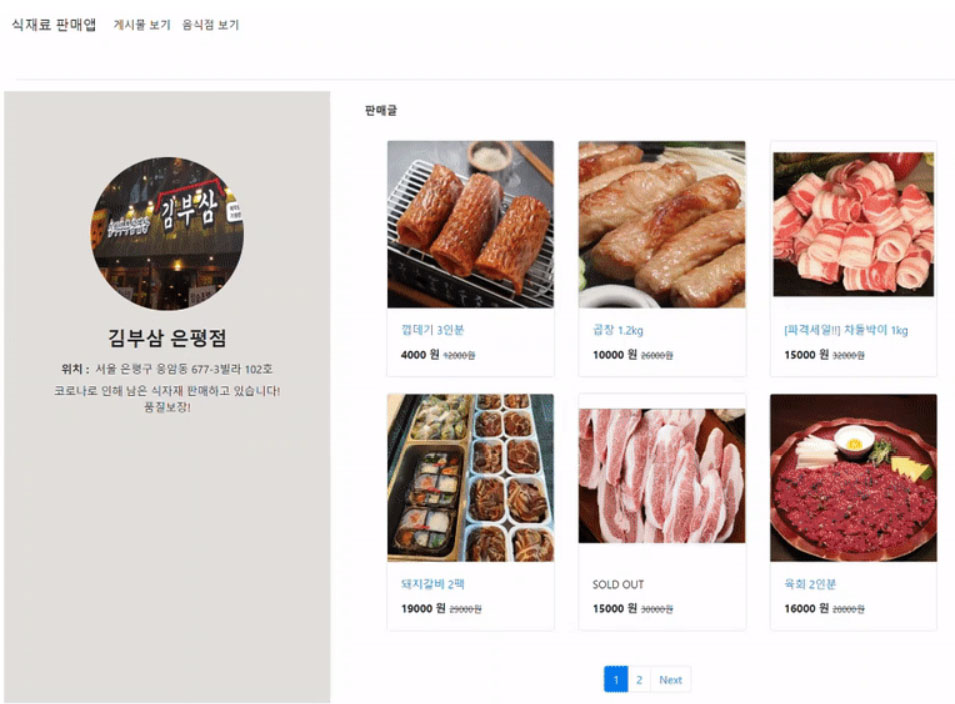 식재료 판매앱 게시물 보기 음식점 보기
판매글
김부삼
김부삼 은평점
위치 : 서울 은평구 응암동 677-3빌라 102호
코로나로 인해 남은 식자재 판매하고 있습니다!
품질보장!
껍데기 3인분
4000 원 12000원
곱창 1.2kg
10000 원 26000원
[파격세일!!] 차돌박이 1kg
15000 원 32000원
돼지갈비 2팩
19000 원 29000원
SOLD OUT
15000 원 30000원
육회 2인분
16000 원 20000원
1 2 Next